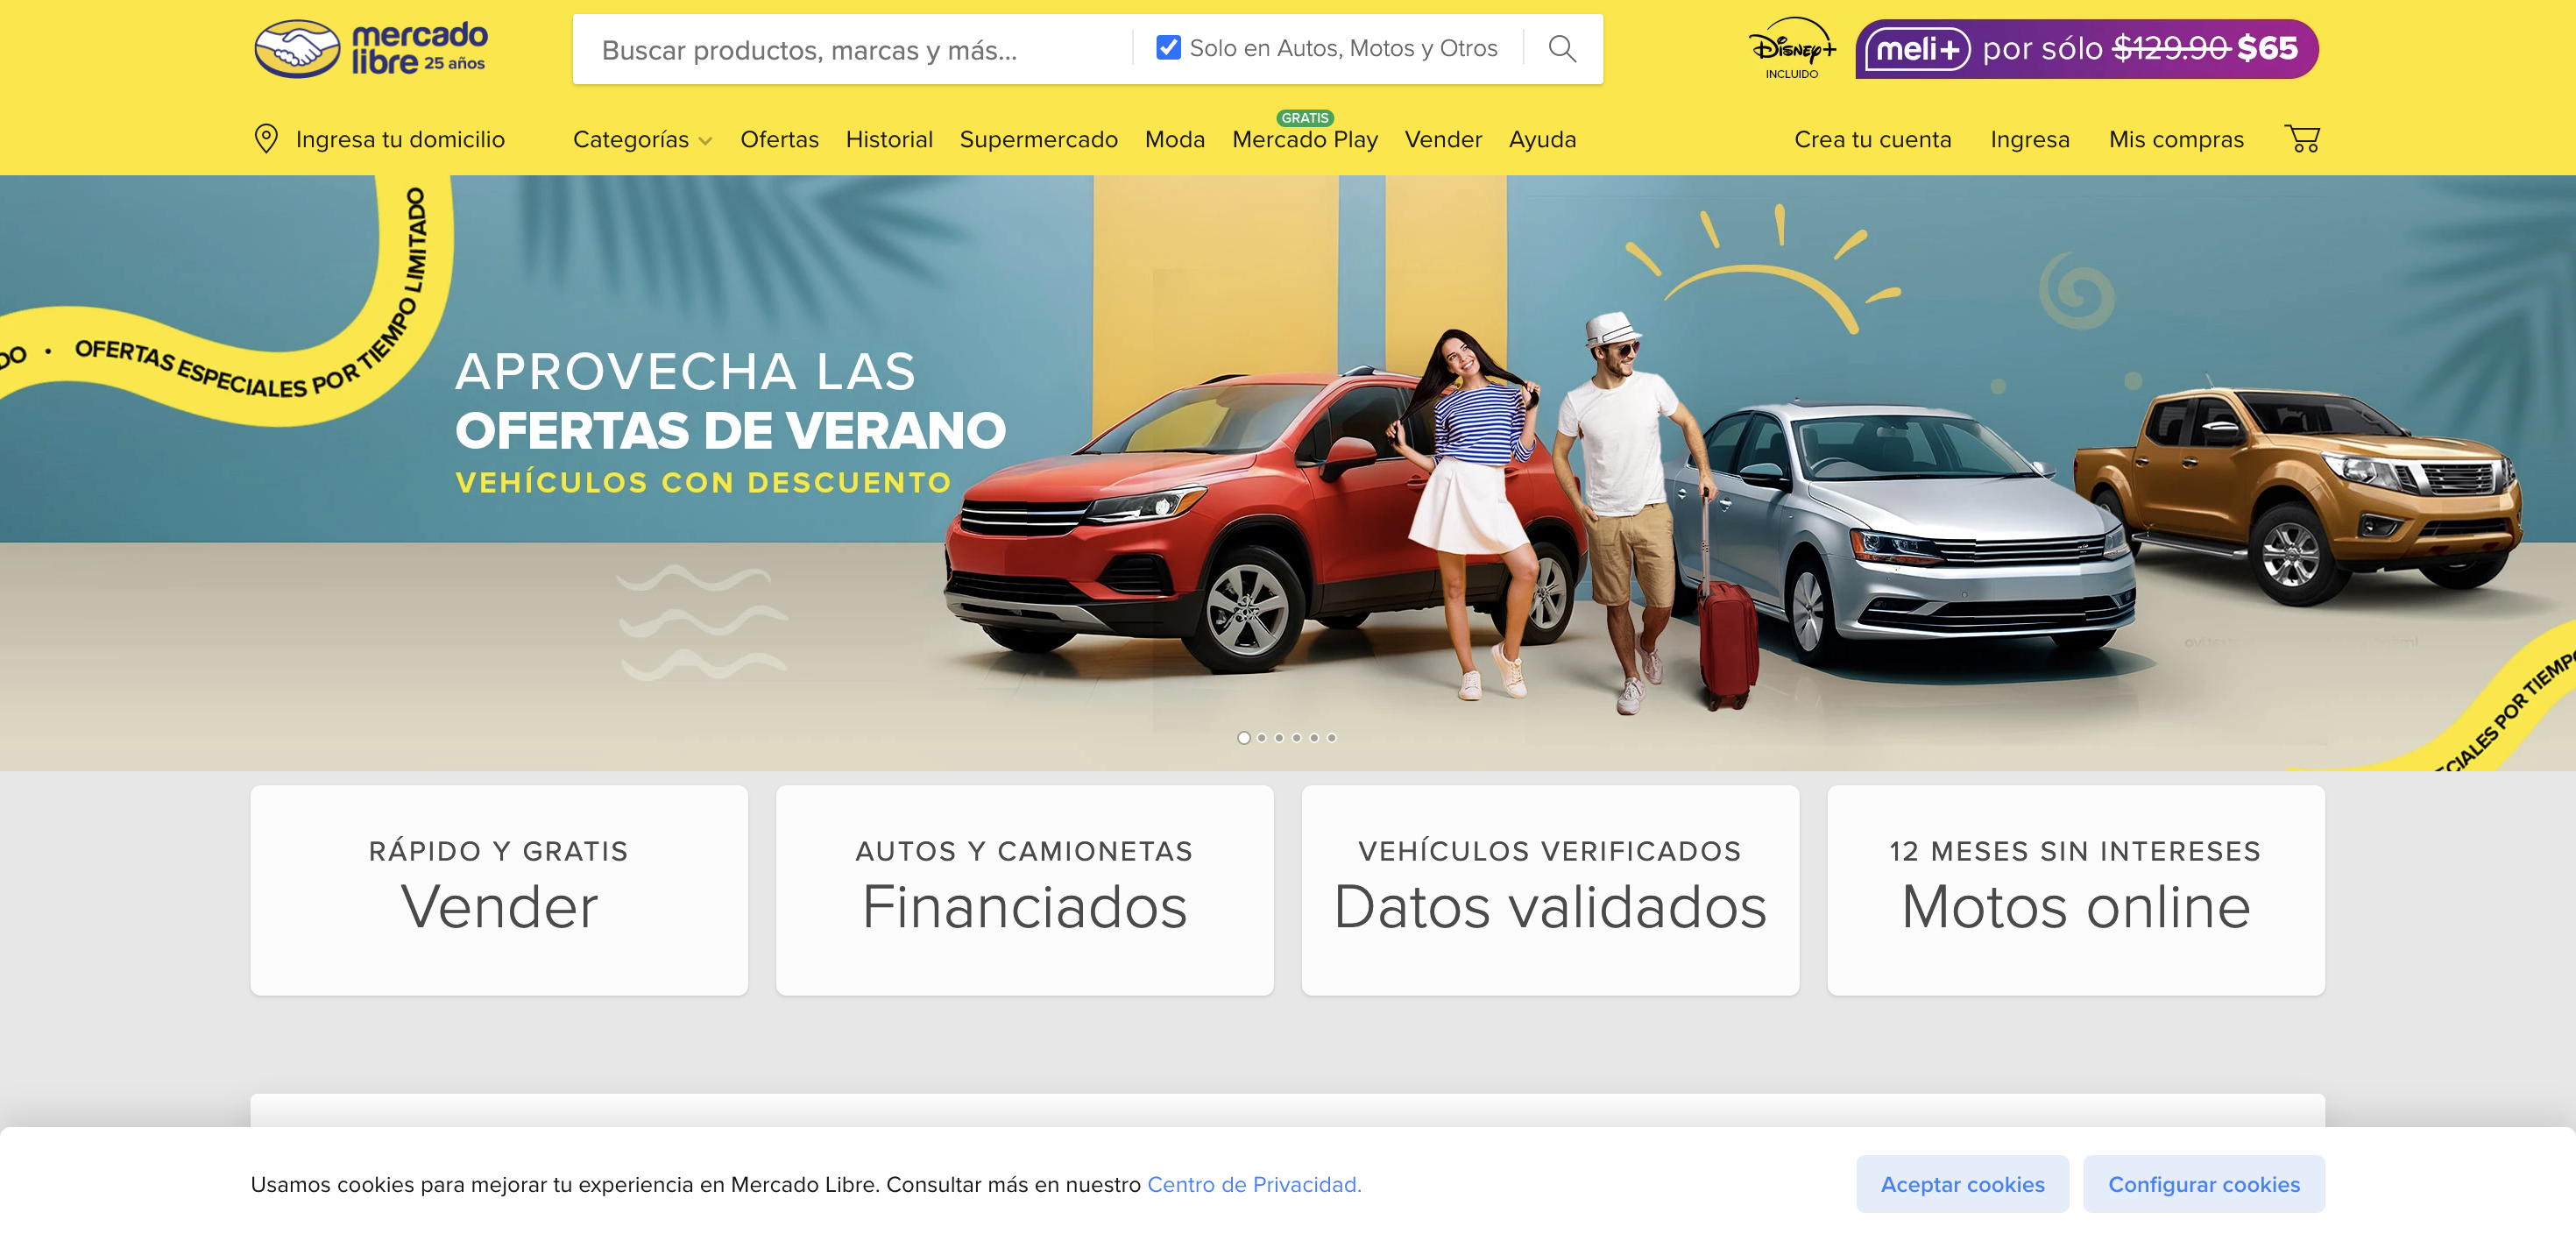 mercado
libre 25 años
Buscar productos, marcas y más...
Solo en Autos, Motos y Otros
Disney+
INCLUIDO
meli+ por sólo $129.90 $65
Ingresa tu domicilio
Categorías
Ofertas
Historial
Supermercado
Moda
GRATIS
Mercado Play
Vender
Ayuda
Crea tu cuenta
Ingresa
Mis compras
DO • OFERTAS ESPECIALES POR TIEMPO LIMITADO
APROVECHA LAS
OFERTAS DE VERANO
VEHÍCULOS CON DESCUENTO
ECIALES POR TIEMPO
RÁPIDO Y GRATIS
Vender
AUTOS Y CAMIONETAS
Financiados
VEHÍCULOS VERIFICADOS
Datos validados
12 MESES SIN INTERESES
Motos online
Usamos cookies para mejorar tu experiencia en Mercado Libre. Consultar más en nuestro Centro de Privacidad.
Aceptar cookies
Configurar cookies